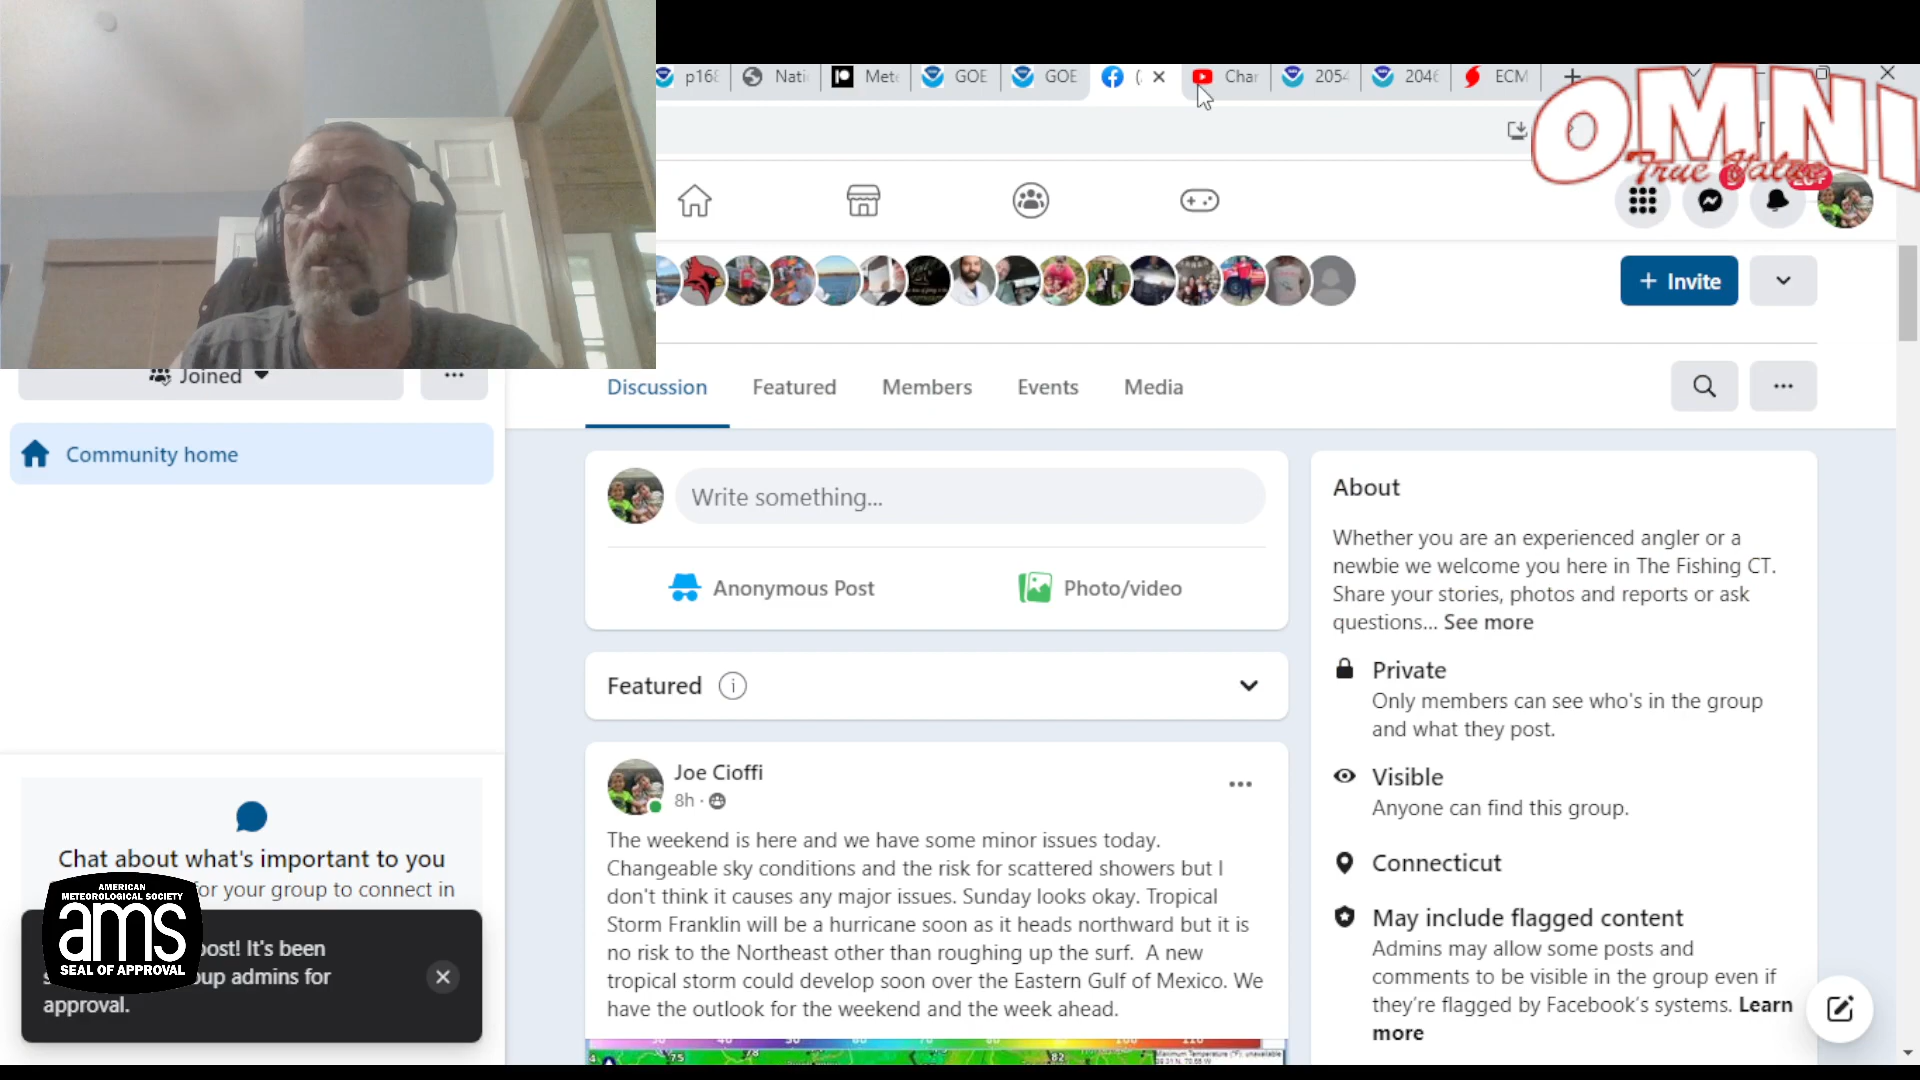 p168
Nati
Mete
GOE
GOE
(
Char
2054
2046
ECM
OMNI
True Value
Invite
Joined
Discussion
Featured
Members
Events
Media
Community home
Write something...
Anonymous Post
Photo/video
Featured
Joe Cioffi
8h
The weekend is here and we have some minor issues today.
Changeable sky conditions and the risk for scattered showers but I
don't think it causes any major issues. Sunday looks okay. Tropical
Storm Franklin will be a hurricane soon as it heads northward but it is
no risk to the Northeast other than roughing up the surf. A new
tropical storm could develop soon over the Eastern Gulf of Mexico. We
have the outlook for the weekend and the week ahead.
75
78
82
About
Whether you are an experienced angler or a
newbie we welcome you here in The Fishing CT.
Share your stories, photos and reports or ask
questions... See more
Private
Only members can see who's in the group
and what they post.
Visible
Anyone can find this group.
Connecticut
May include flagged content
Admins may allow some posts and
comments to be visible in the group even if
they're flagged by Facebook's systems. Learn
more
Chat about what's important to you
for your group to connect in
post! It's been
oup admins for
approval.
AMERICAN
METEOROLOGICAL SOCIETY
ams
SEAL OF APPROVAL